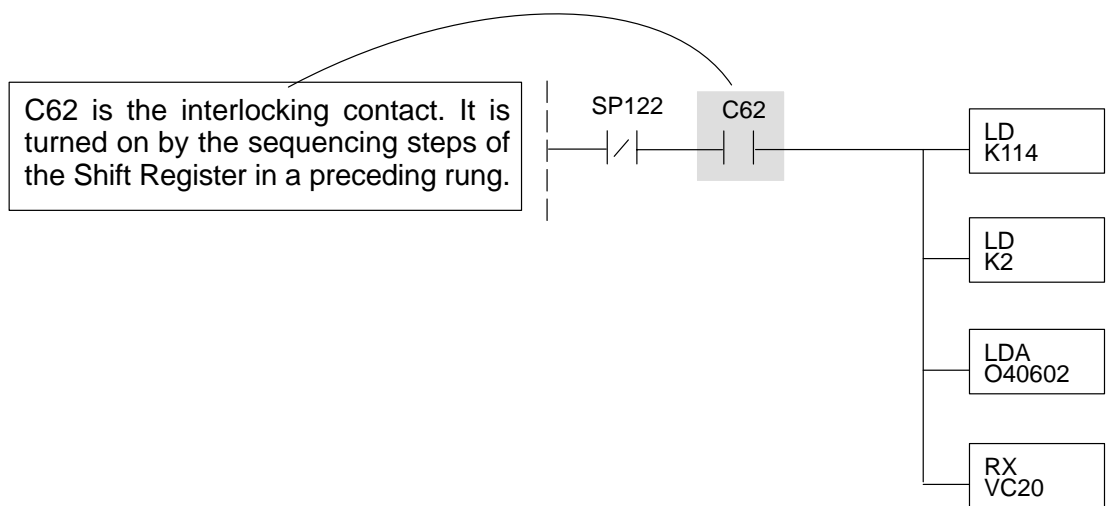 C62 is the interlocking contact. It is
turned on by the sequencing steps of
the Shift Register in a preceding rung.
SP122
C62
LD
K114
LD
K2
LDA
O40602
RX
VC20